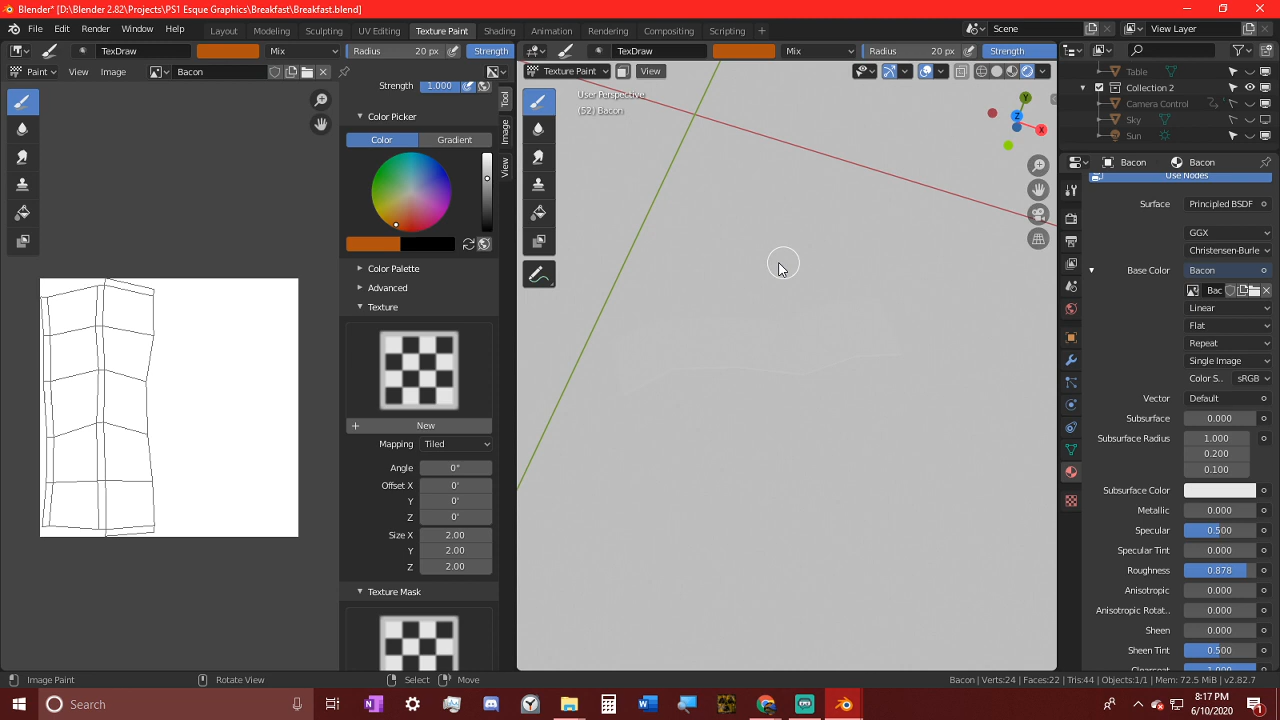 Blender* [D:\Blender 2.82\Projects\PS1 Esque Graphics\Breakfast\Breakfast.blend]
File Edit Render Window Help Layout Modeling Sculpting UV Editing Texture Paint Shading Animation Rendering Compositing Scripting + Scene View Layer
TexDraw Mix Radius 20 px Strength TexDraw Mix Radius 20 px Strength
Paint View Image Bacon Texture Paint View Table
Strength 1.000 Tool Collection 2
User Perspective
(52) Bacon
Camera Control
Color Picker Sky
Color Gradient Image Sun
View Bacon Bacon
Use Nodes
Surface Principled BSDF
GGX
Christensen-Burle
Color Palette Base Color Bacon
Advanced Bac
Texture Linear
Flat
Repeat
Single Image
Color S.. sRGB
Vector Default
New Subsurface 0.000
Mapping Tiled Subsurface Radius 1.000
0.200
Angle 0° 0.100
Offset X 0° Subsurface Color
Y 0° Metallic 0.000
Z 0° Specular 0.500
Size X 2.00 Specular Tint 0.000
Y 2.00 Roughness 0.878
Z 2.00 Anisotropic 0.000
Texture Mask Anisotropic Rotat.. 0.000
Sheen 0.000
Sheen Tint 0.500
Clearcoat 1.000
Image Paint Rotate View Select Move Bacon | Verts:24 | Faces:22 | Tris:44 | Objects:1/1 | Mem: 72.5 MiB | v2.82.7
Search 8:17 PM
6/10/2020